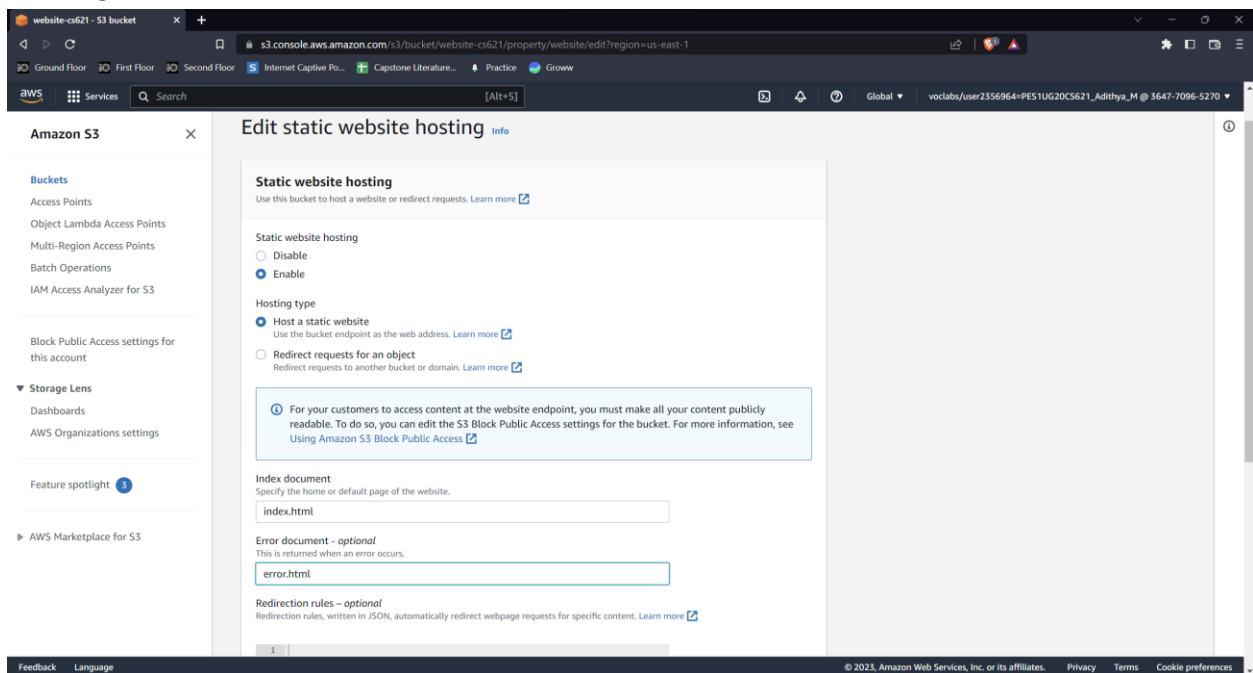 website-cs621 - S3 bucket
s3.console.aws.amazon.com/s3/bucket/website-cs621/property/website/edit?region=us-east-1
Ground Floor First Floor Second Floor Internet Captive Po... Capstone Literature... Practice Groww
aws Services Search [Alt+S] Global voclabs/user2356964=PES1UG20CS621_Adithya_M @ 3647-7096-5270
Amazon S3
Buckets
Access Points
Object Lambda Access Points
Multi-Region Access Points
Batch Operations
IAM Access Analyzer for S3
Block Public Access settings for
this account
Storage Lens
Dashboards
AWS Organizations settings
Feature spotlight 3
AWS Marketplace for S3
Edit static website hosting Info
Static website hosting
Use this bucket to host a website or redirect requests. Learn more
Static website hosting
Disable
Enable
Hosting type
Host a static website
Use the bucket endpoint as the web address. Learn more
Redirect requests for an object
Redirect requests to another bucket or domain. Learn more
For your customers to access content at the website endpoint, you must make all your content publicly
readable. To do so, you can edit the S3 Block Public Access settings for the bucket. For more information, see
Using Amazon S3 Block Public Access
Index document
Specify the home or default page of the website.
index.html
Error document - optional
This is returned when an error occurs.
error.html
Redirection rules – optional
Redirection rules, written in JSON, automatically redirect webpage requests for specific content. Learn more
1
Feedback Language © 2023, Amazon Web Services, Inc. or its affiliates. Privacy Terms Cookie preferences